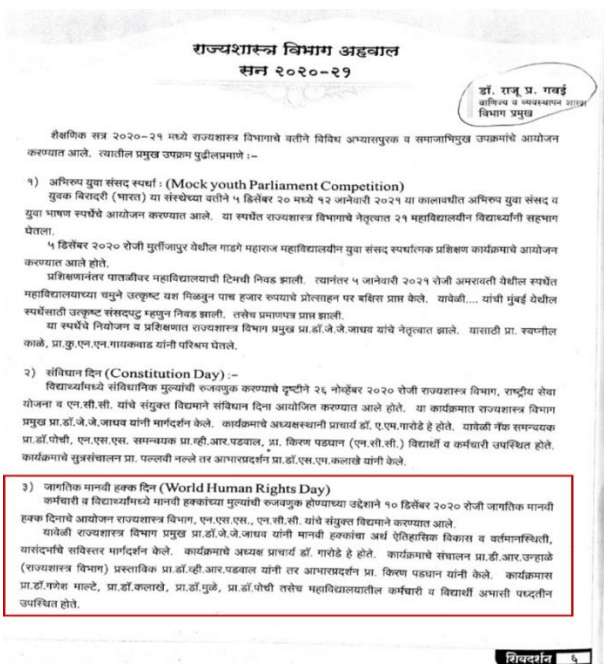 राज्यशास्त्र विभाग अहवाल
सन २०२०-२१
डॉ. राजू प्र. गवई
वाणिज्य व व्यवस्थापन शाखा
विभाग प्रमुख
शैक्षणिक सत्र २०२०-२१ मध्ये राज्यशास्त्र विभागाचे वतीने विविध अभ्यासपुरक व समाजाभिमुख उपक्रमांचे आयोजन
करण्यात आले. त्यातील प्रमुख उपक्रम पुढीलप्रमाणे :-
१) अभिरुप युवा संसद स्पर्धा : (Mock youth Parliament Competition)
युवक बिरादरी (भारत) या संस्थेच्या वतीने ५ डिसेंबर २० मध्ये १२ जानेवारी २०२१ या कालावधीत अभिरुप युवा संसद व
युवा भाषण स्पर्धेचे आयोजन करण्यात आले. या स्पर्धेत राज्यशास्त्र विभागाचे नेतृत्वात २१ महाविद्यालयीन विद्यार्थ्यांनी सहभाग
घेतला.
५ डिसेंबर २०२० रोजी मुर्तीजापुर येथील गाडगे महाराज महाविद्यालयीन युवा संसद स्पर्धात्मक प्रशिक्षण कार्यक्रमाचे आयोजन
करण्यात आले होते.
प्रशिक्षणानंतर पातळीवर महाविद्यालयाची टिमची निवड झाली. त्यानंतर ५ जानेवारी २०२१ रोजी अमरावती येथील स्पर्धेत
महाविद्यालयाच्या चमुने उत्कृष्ट यश मिळवुन पाच हजार रुपयाचे प्रोत्साहन पर बक्षिस प्राप्त केले. यावेळी.... यांची मुंबई येथील
स्पर्धेसाठी उत्कृष्ट संसदपटु म्हणुन निवड झाली. तसेच प्रमाणपत्र प्राप्त झाली.
या स्पर्धेचे नियोजन व प्रशिक्षणात राज्यशास्त्र विभाग प्रमुख प्रा.डॉ.जे.जे.जाधव यांचे नेतृत्वात झाले. यासाठी प्रा. स्वप्नील
काळे, प्रा.कु.एन.एन.गायकवाड यांनी परिश्रम घेतले.
२) संविधान दिन (Constitution Day) :-
विद्यार्थ्यांमध्ये संविधानिक मुल्यांची रुजवणुक करण्याचे दृष्टीने २६ नोव्हेंबर २०२० रोजी राज्यशास्त्र विभाग, राष्ट्रीय सेवा
योजना व एन.सी.सी. यांचे संयुक्त विद्यमाने संविधान दिना आयोजित करण्यात आले होते. या कार्यक्रमात राज्यशास्त्र विभाग
प्रमुख प्रा.डॉ.जे.जे.जाधव यांनी मार्गदर्शन केले. कार्यक्रमाचे अध्यक्षस्थानी प्राचार्य डॉ. ए.एम.गारोडे हे होते. यावेळी नॅक समन्वयक
प्रा.डॉ.पोची, एन.एस.एस. समन्वयक प्रा.व्ही.आर.पडवाल, प्रा. किरण पडघान (एन.सी.सी.) विद्यार्थी व कर्मचारी उपस्थित होते.
कार्यक्रमाचे सुत्रसंचालन प्रा. पल्लवी नल्ले तर आभारप्रदर्शन प्रा.डॉ.एस.एम.कलाखे यांनी केले.
३) जागतिक मानवी हक्क दिन (World Human Rights Day)
कर्मचारी व विद्यार्थ्यांमध्ये मानवी हक्कांच्या मुल्यांची रुजवणुक होण्याच्या उद्देशाने १० डिसेंबर २०२० रोजी जागतिक मानवी
हक्क दिनाचे आयोजन राज्यशास्त्र विभाग, एन.एस.एस., एन.सी.सी. यांचे संयुक्त विद्यमाने करण्यात आले.
यावेळी राज्यशास्त्र विभाग प्रमुख प्रा.डॉ.जे.जे.जाधव यांनी मानवी हक्कांचा अर्थ ऐतिहासिक विकास व वर्तमानस्थिती,
यासंदर्भाचे सविस्तर मार्गदर्शन केले. कार्यक्रमाचे अध्यक्ष प्राचार्य डॉ. गारोडे हे होते. कार्यक्रमाचे संचालन प्रा.डी.आर.उन्हाळे
(राज्यशास्त्र विभाग) प्रस्ताविक प्रा.डॉ.व्ही.आर.पडवाल यांनी तर आभारप्रदर्शन प्रा. किरण पडघान यांनी केले. कार्यक्रमास
प्रा.डॉ.गणेश माल्टे, प्रा.डॉ.कलाखे, प्रा.डॉ.मुळे, प्रा.डॉ.पोची तसेच महाविद्यालयातील कर्मचारी व विद्यार्थी अभासी पध्दतीन
उपस्थित होते.
शिवदर्शन ६